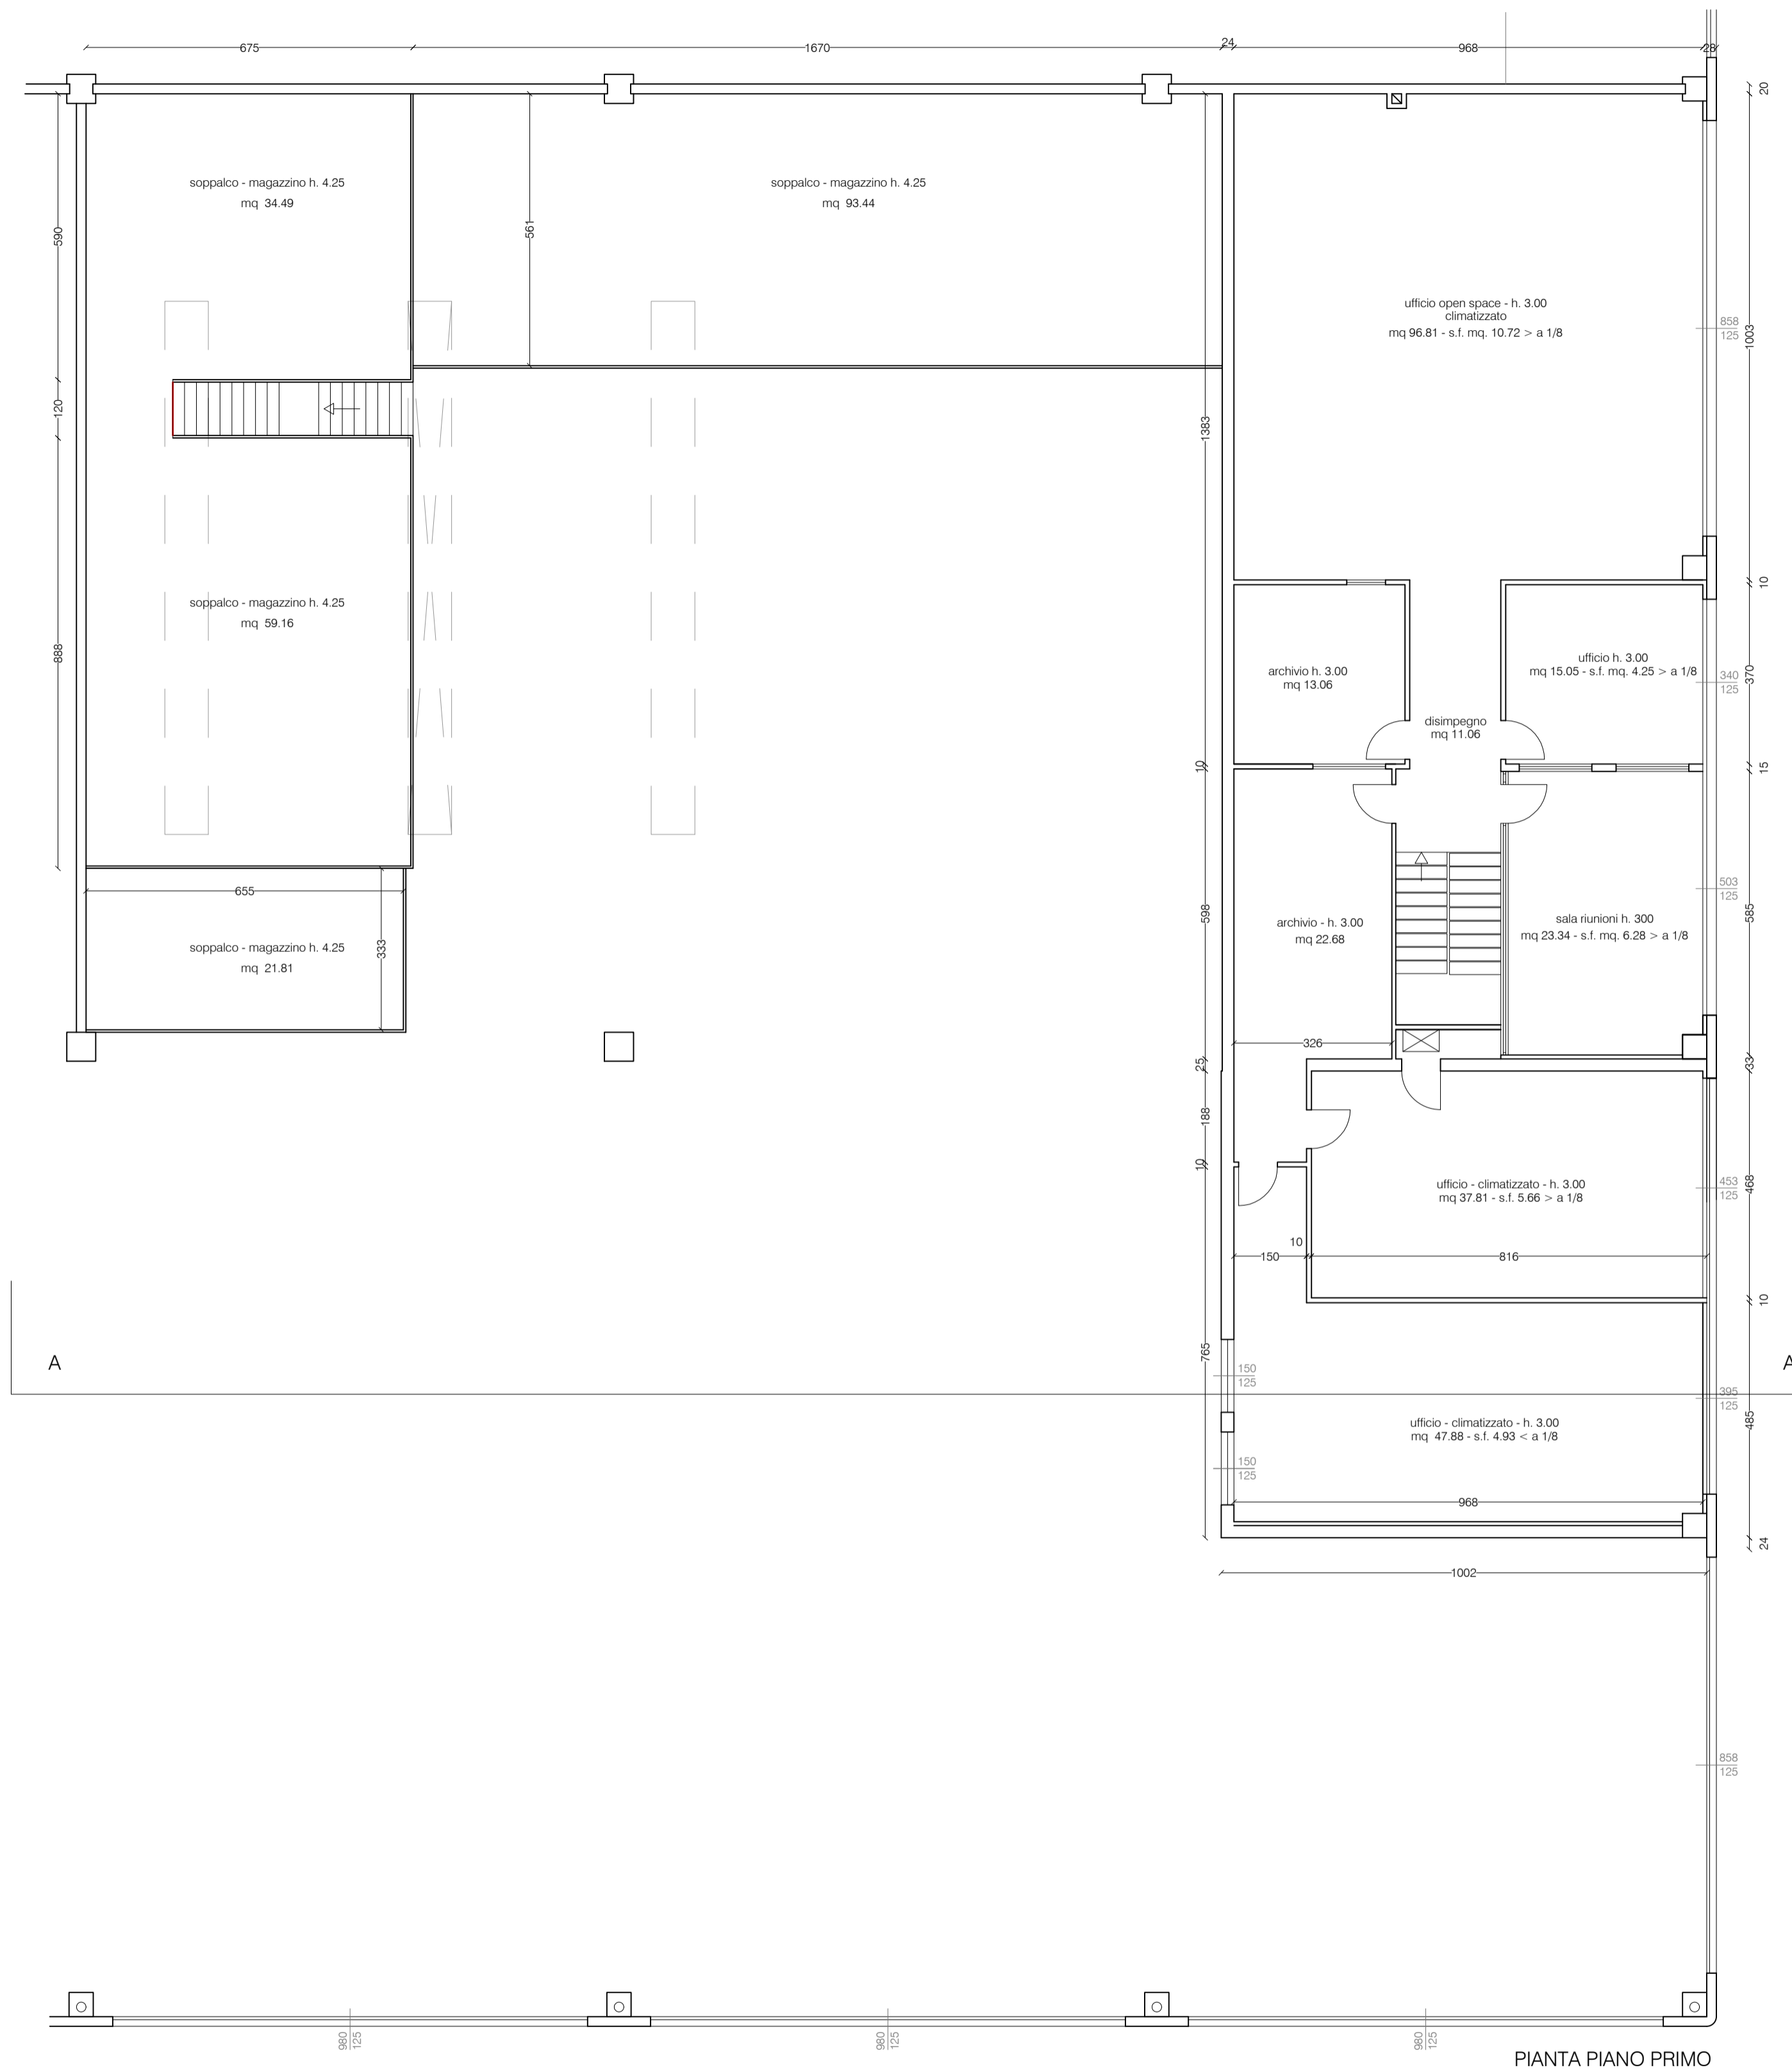 675
1670
24
968
28
20
soppalco - magazzino h. 4.25
mq 34.49
soppalco - magazzino h. 4.25
mq 93.44
590
561
ufficio open space - h. 3.00
climatizzato
mq 96.81 - s.f. mq. 10.72 > a 1/8
858
125
1003
120
1383
10
soppalco - magazzino h. 4.25
mq 59.16
888
archivio h. 3.00
mq 13.06
ufficio h. 3.00
mq 15.05 - s.f. mq. 4.25 > a 1/8
340
125
370
disimpegno
mq 11.06
10
15
655
503
125
598
585
archivio - h. 3.00
mq 22.68
sala riunioni h. 300
mq 23.34 - s.f. mq. 6.28 > a 1/8
soppalco - magazzino h. 4.25
mq 21.81
333
326
25
33
188
10
ufficio - climatizzato - h. 3.00
mq 37.81 - s.f. 5.66 > a 1/8
453
125
468
10
150
816
10
A
A
765
150
125
395
125
485
ufficio - climatizzato - h. 3.00
mq 47.88 - s.f. 4.93 < a 1/8
150
125
968
24
1002
858
125
980
125
980
125
980
125
PIANTA PIANO PRIMO